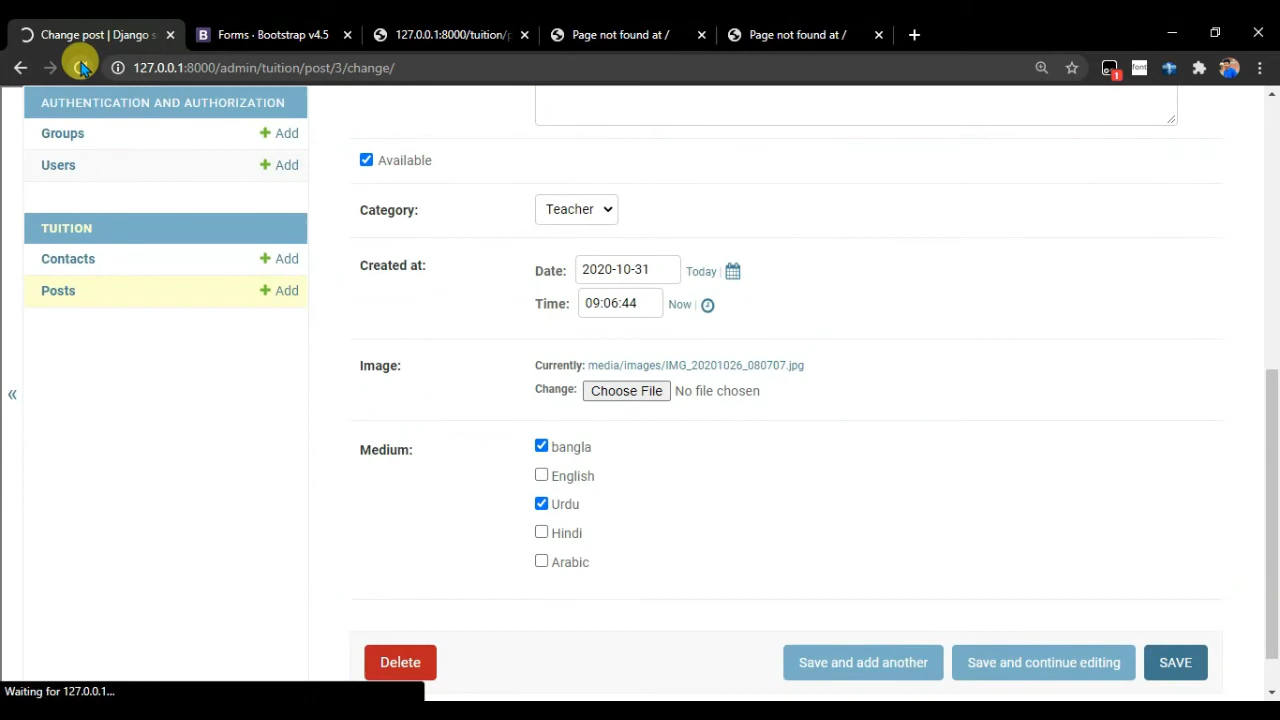 Change post | Django s
Forms · Bootstrap v4.5
127.0.0.1:8000/tuition/p
Page not found at /
Page not found at /
127.0.0.1:8000/admin/tuition/post/3/change/
font
1
AUTHENTICATION AND AUTHORIZATION
Groups
Add
Users
Add
TUITION
Contacts
Add
Posts
Add
Available
Category:
Teacher
Created at:
Date:
2020-10-31
Today
Time:
09:06:44
Now
Image:
Currently: media/images/IMG_20201026_080707.jpg
Change: Choose File No file chosen
Medium:
bangla
English
Urdu
Hindi
Arabic
Delete
Save and add another
Save and continue editing
SAVE
Waiting for 127.0.0.1...